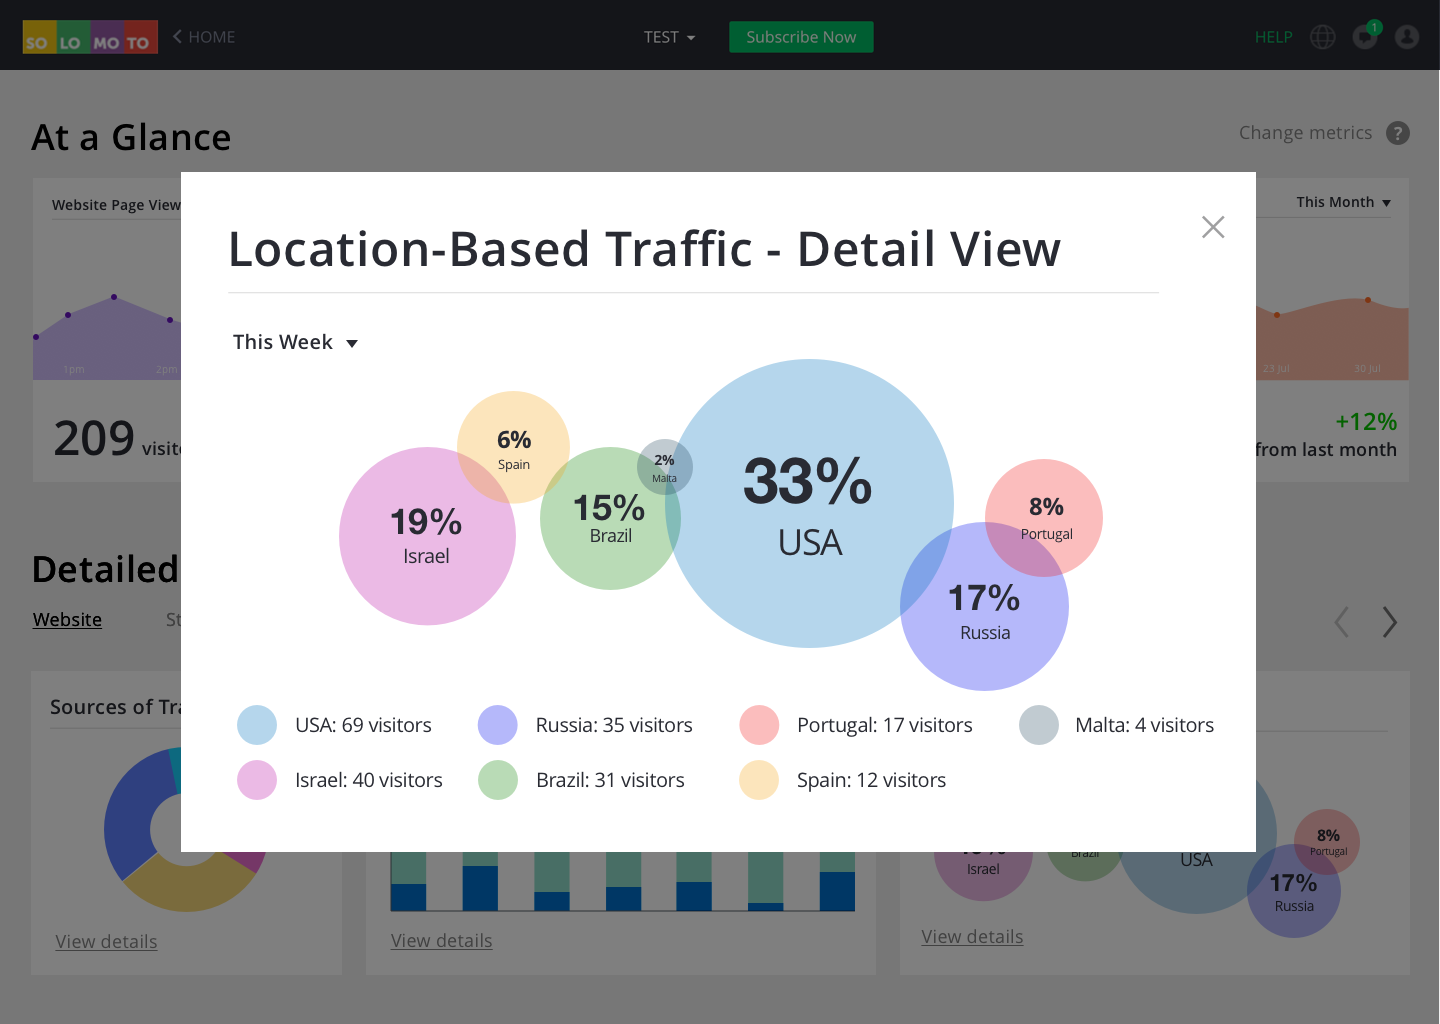 SO LO MO TO
HOME
TEST
Subscribe Now
HELP
1
At a Glance
Change metrics
?
Website Page View
This Month
1pm
2pm
23 Jul
30 Jul
209
+12%
from last month
Detailed
Website
St
Sources of Tra
Location-Based Traffic - Detail View
This Week
6%
Spain
2%
Malta
33%
USA
19%
Israel
15%
Brazil
8%
Portugal
17%
Russia
USA: 69 visitors
Russia: 35 visitors
Portugal: 17 visitors
Malta: 4 visitors
Israel: 40 visitors
Brazil: 31 visitors
Spain: 12 visitors
8%
Portugal
Brazil
USA
Israel
17%
Russia
View details
View details
View details